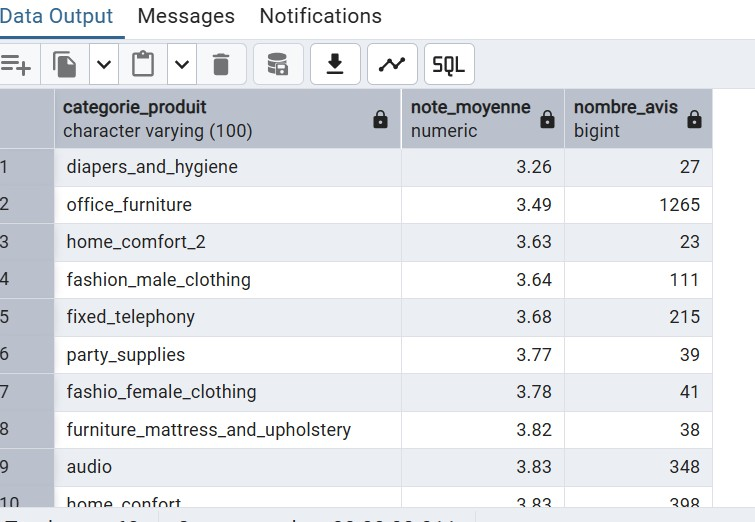 Data Output Messages Notifications
SQL
categorie_produit note_moyenne nombre_avis
character varying (100) numeric bigint
1 diapers_and_hygiene 3.26 27
2 office_furniture 3.49 1265
3 home_comfort_2 3.63 23
4 fashion_male_clothing 3.64 111
5 fixed_telephony 3.68 215
6 party_supplies 3.77 39
7 fashio_female_clothing 3.78 41
8 furniture_mattress_and_upholstery 3.82 38
9 audio 3.83 348
10 home_confort 3.83 398